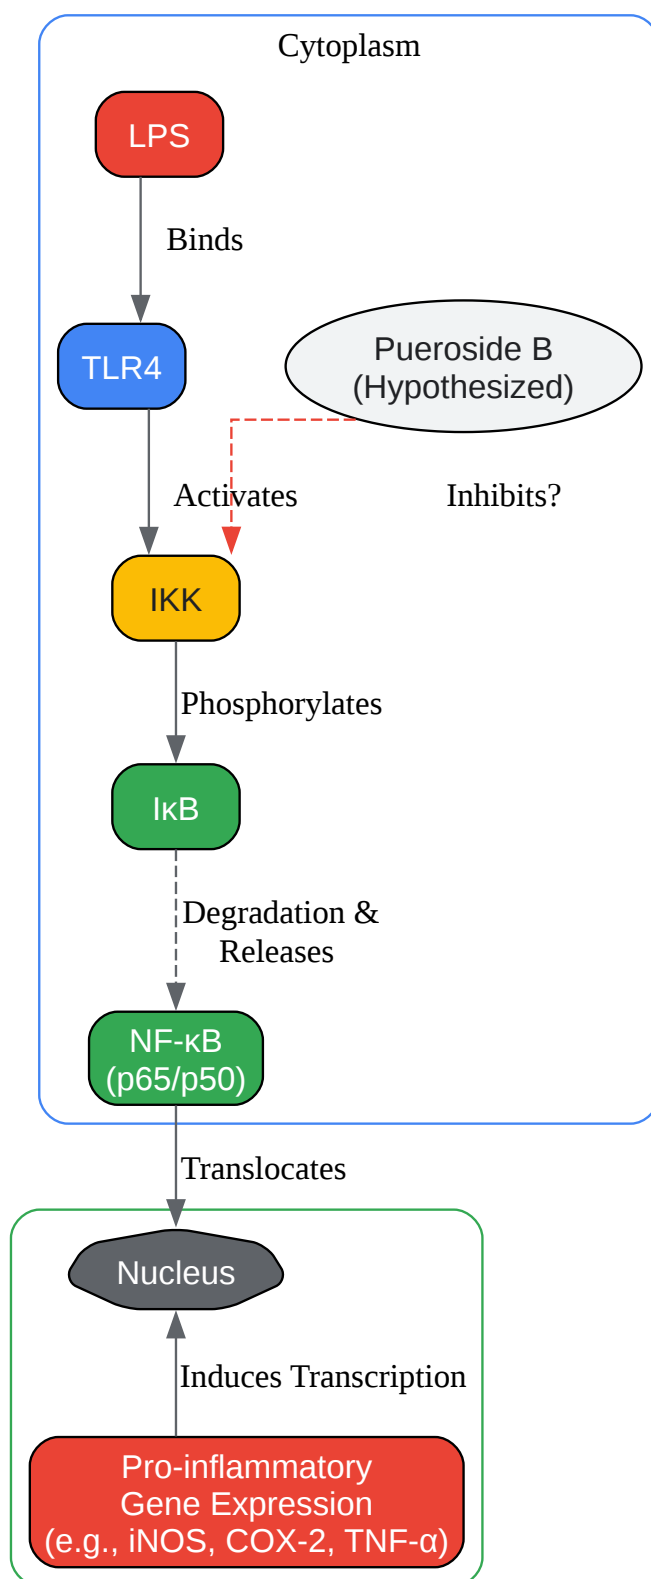 Cytoplasm
LPS
Binds
TLR4
Pueroside B
(Hypothesized)
Activates
Inhibits?
IKK
Phosphorylates
IκB
Degradation &
Releases
NF-κB
(p65/p50)
Translocates
Nucleus
Induces Transcription
Pro-inflammatory
Gene Expression
(e.g., iNOS, COX-2, TNF-α)